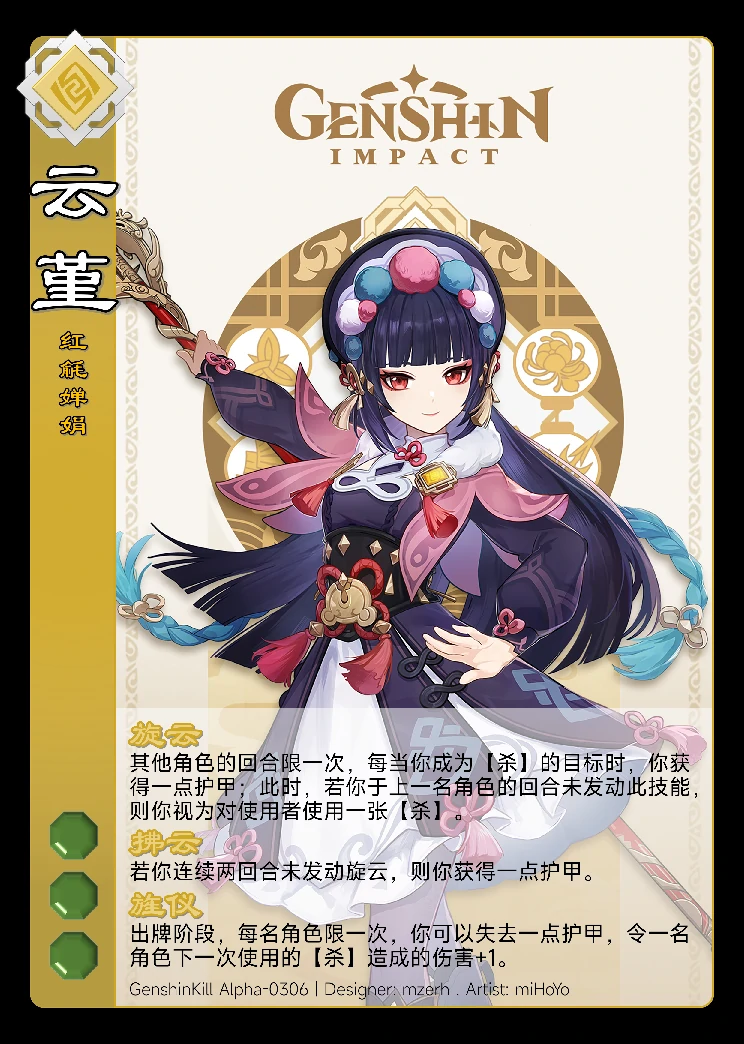 GENSHIN
IMPACT
云堇
红毹婵娟
旋云
其他角色的回合限一次，每当你成为【杀】的目标时，你获
得一点护甲；此时，若你于上一名角色的回合未发动此技能，
则你视为对使用者使用一张【杀】。
拂云
若你连续两回合未发动旋云，则你获得一点护甲。
旌仪
出牌阶段，每名角色限一次，你可以失去一点护甲，令一名
角色下一次使用的【杀】造成的伤害+1。
GenshinKill Alpha-0306 | Designer: mzerh . Artist: miHoYo